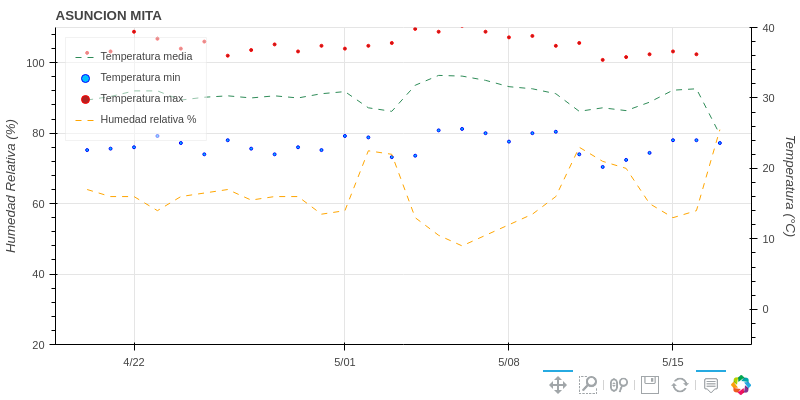 ASUNCION MITA
Temperatura media
Temperatura min
Temperatura max
Humedad relativa %
Humedad Relativa (%)
100
80
60
40
20
Temperatura (°C)
40
30
20
10
0
4/22
5/01
5/08
5/15